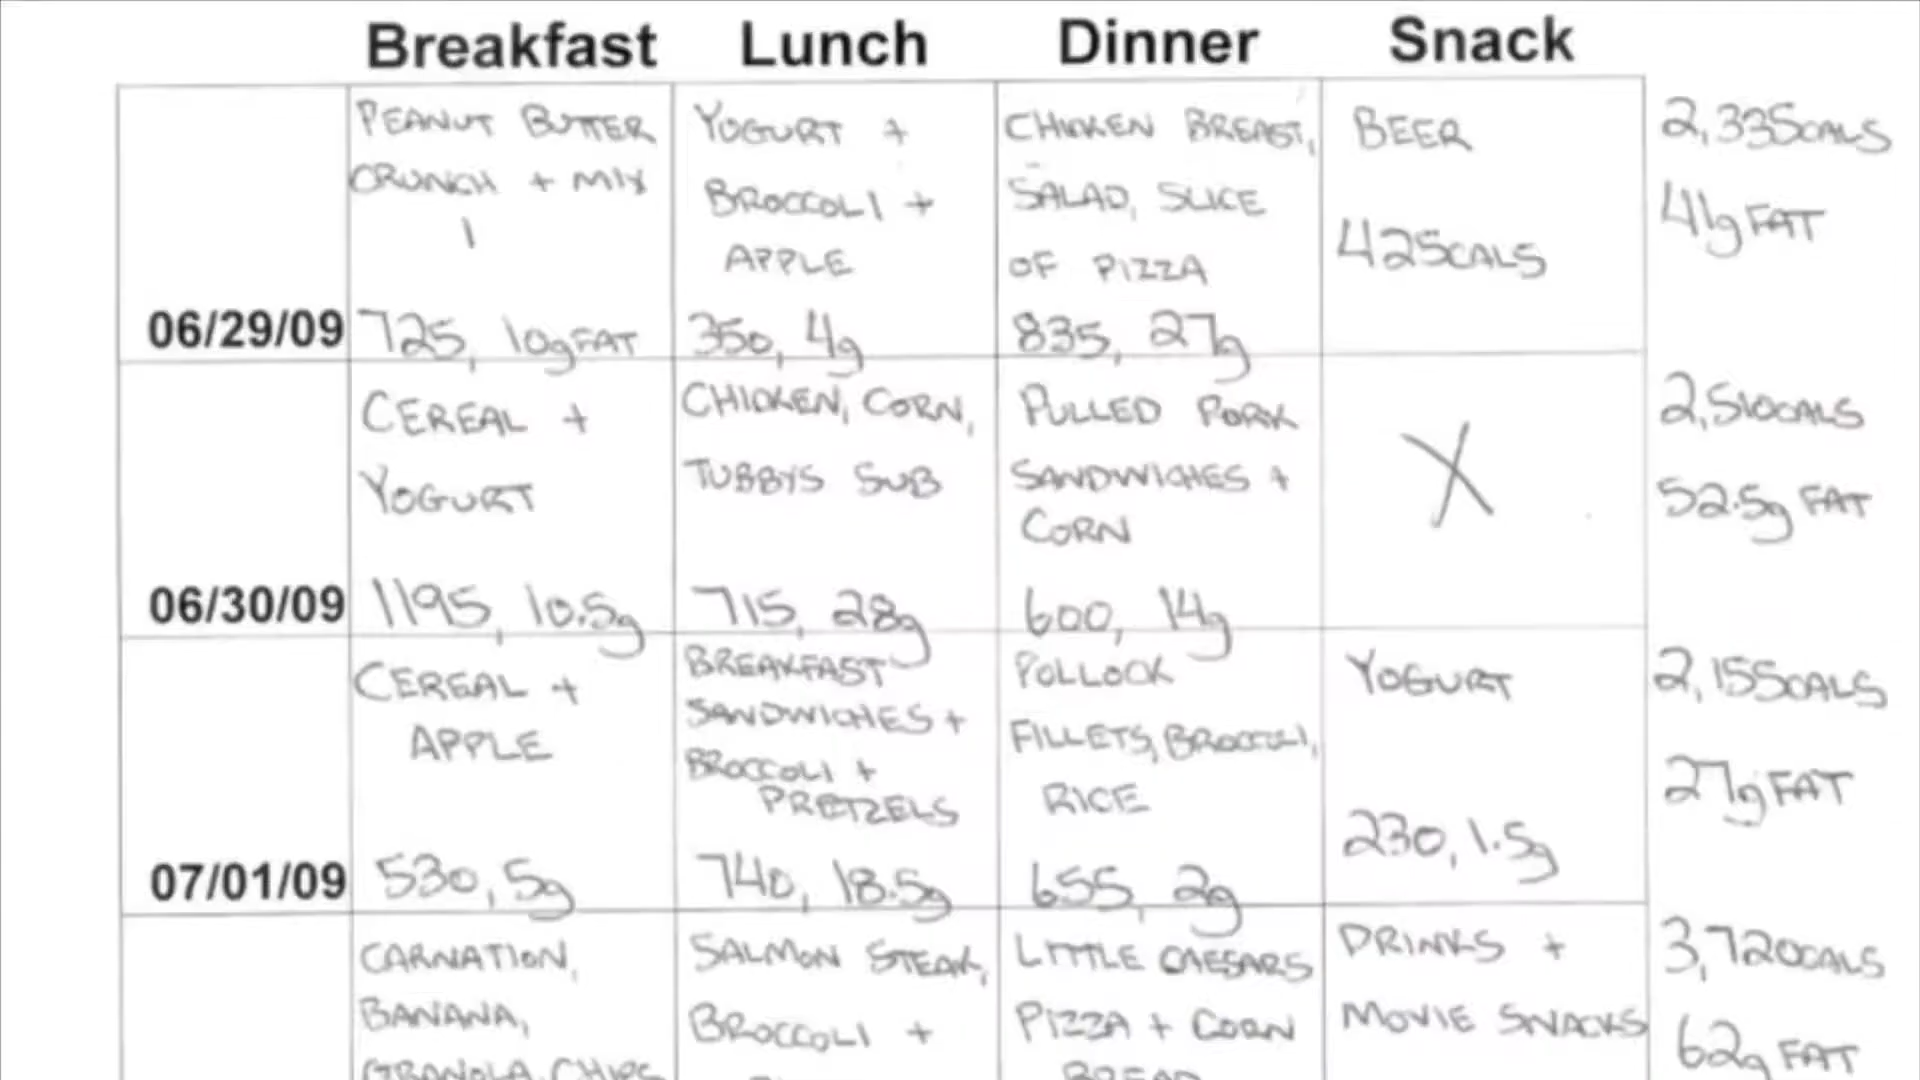 Breakfast Lunch Dinner Snack
PEANUT BUTTER
CRUNCH + MIX
1
725, 10g FAT
YOGURT +
BROCCOLI +
APPLE
350, 4g
CHICKEN BREAST,
SALAD, SLICE
OF PIZZA
835, 27g
BEER
425CALS
2,335CALS
41g FAT
06/29/09
CEREAL +
YOGURT
1195, 10.5g
CHICKEN, CORN,
TUBBYS SUB
715, 28g
PULLED PORK
SANDWICHES +
CORN
600, 14g
X
2,510CALS
52.5g FAT
06/30/09
CEREAL +
APPLE
530, 5g
BREAKFAST
SANDWICHES +
BROCCOLI +
PRETZELS
740, 18.5g
POLLOCK
FILLETS, BROCCOLI,
RICE
655, 2g
YOGURT
230, 1.5g
2,155CALS
27g FAT
07/01/09
CARNATION,
BANANA,
GRANOLA, CHIPS
SALMON STEAK,
BROCCOLI +
LITTLE CAESARS
PIZZA + CORN
BREAD
DRINKS +
MOVIE SNACKS
3,720CALS
62g FAT